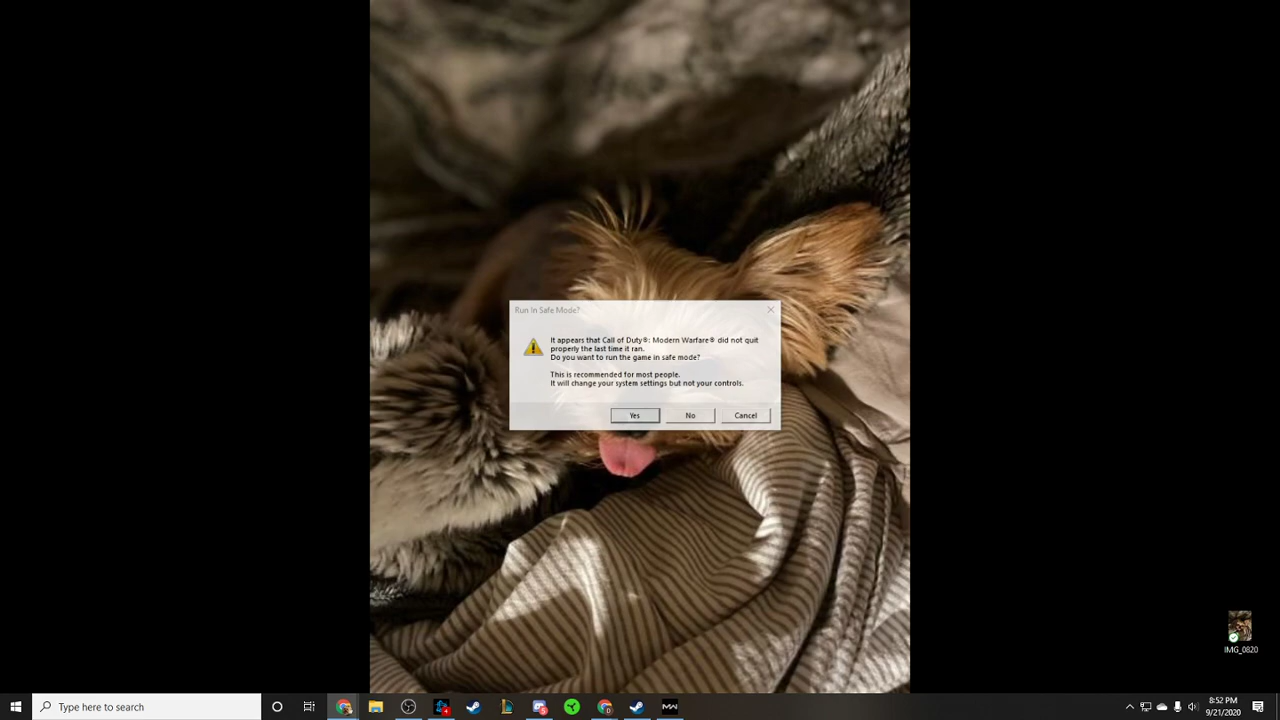 Run In Safe Mode?
It appears that Call of Duty®: Modern Warfare® did not quit
properly the last time it ran.
Do you want to run the game in safe mode?
This is recommended for most people.
It will change your system settings but not your controls.
Yes No Cancel
IMG_0820
Type here to search
4
5
D
MW
8:52 PM
9/21/2020